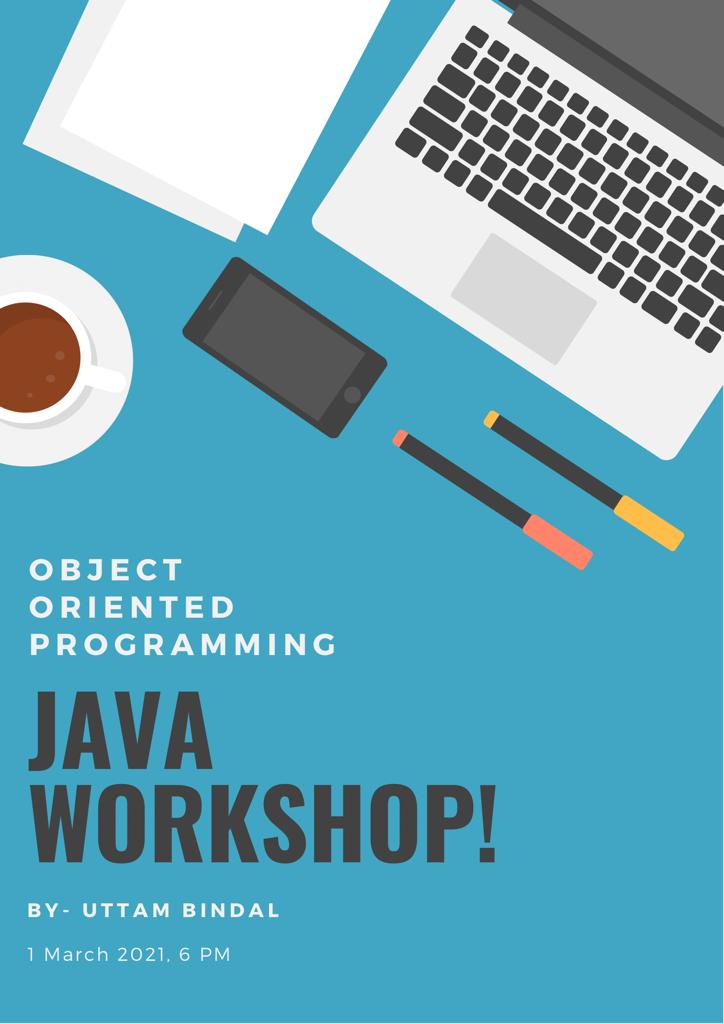 OBJECT
ORIENTED
PROGRAMMING
JAVA
WORKSHOP!
BY- UTTAM BINDAL
1 March 2021, 6 PM